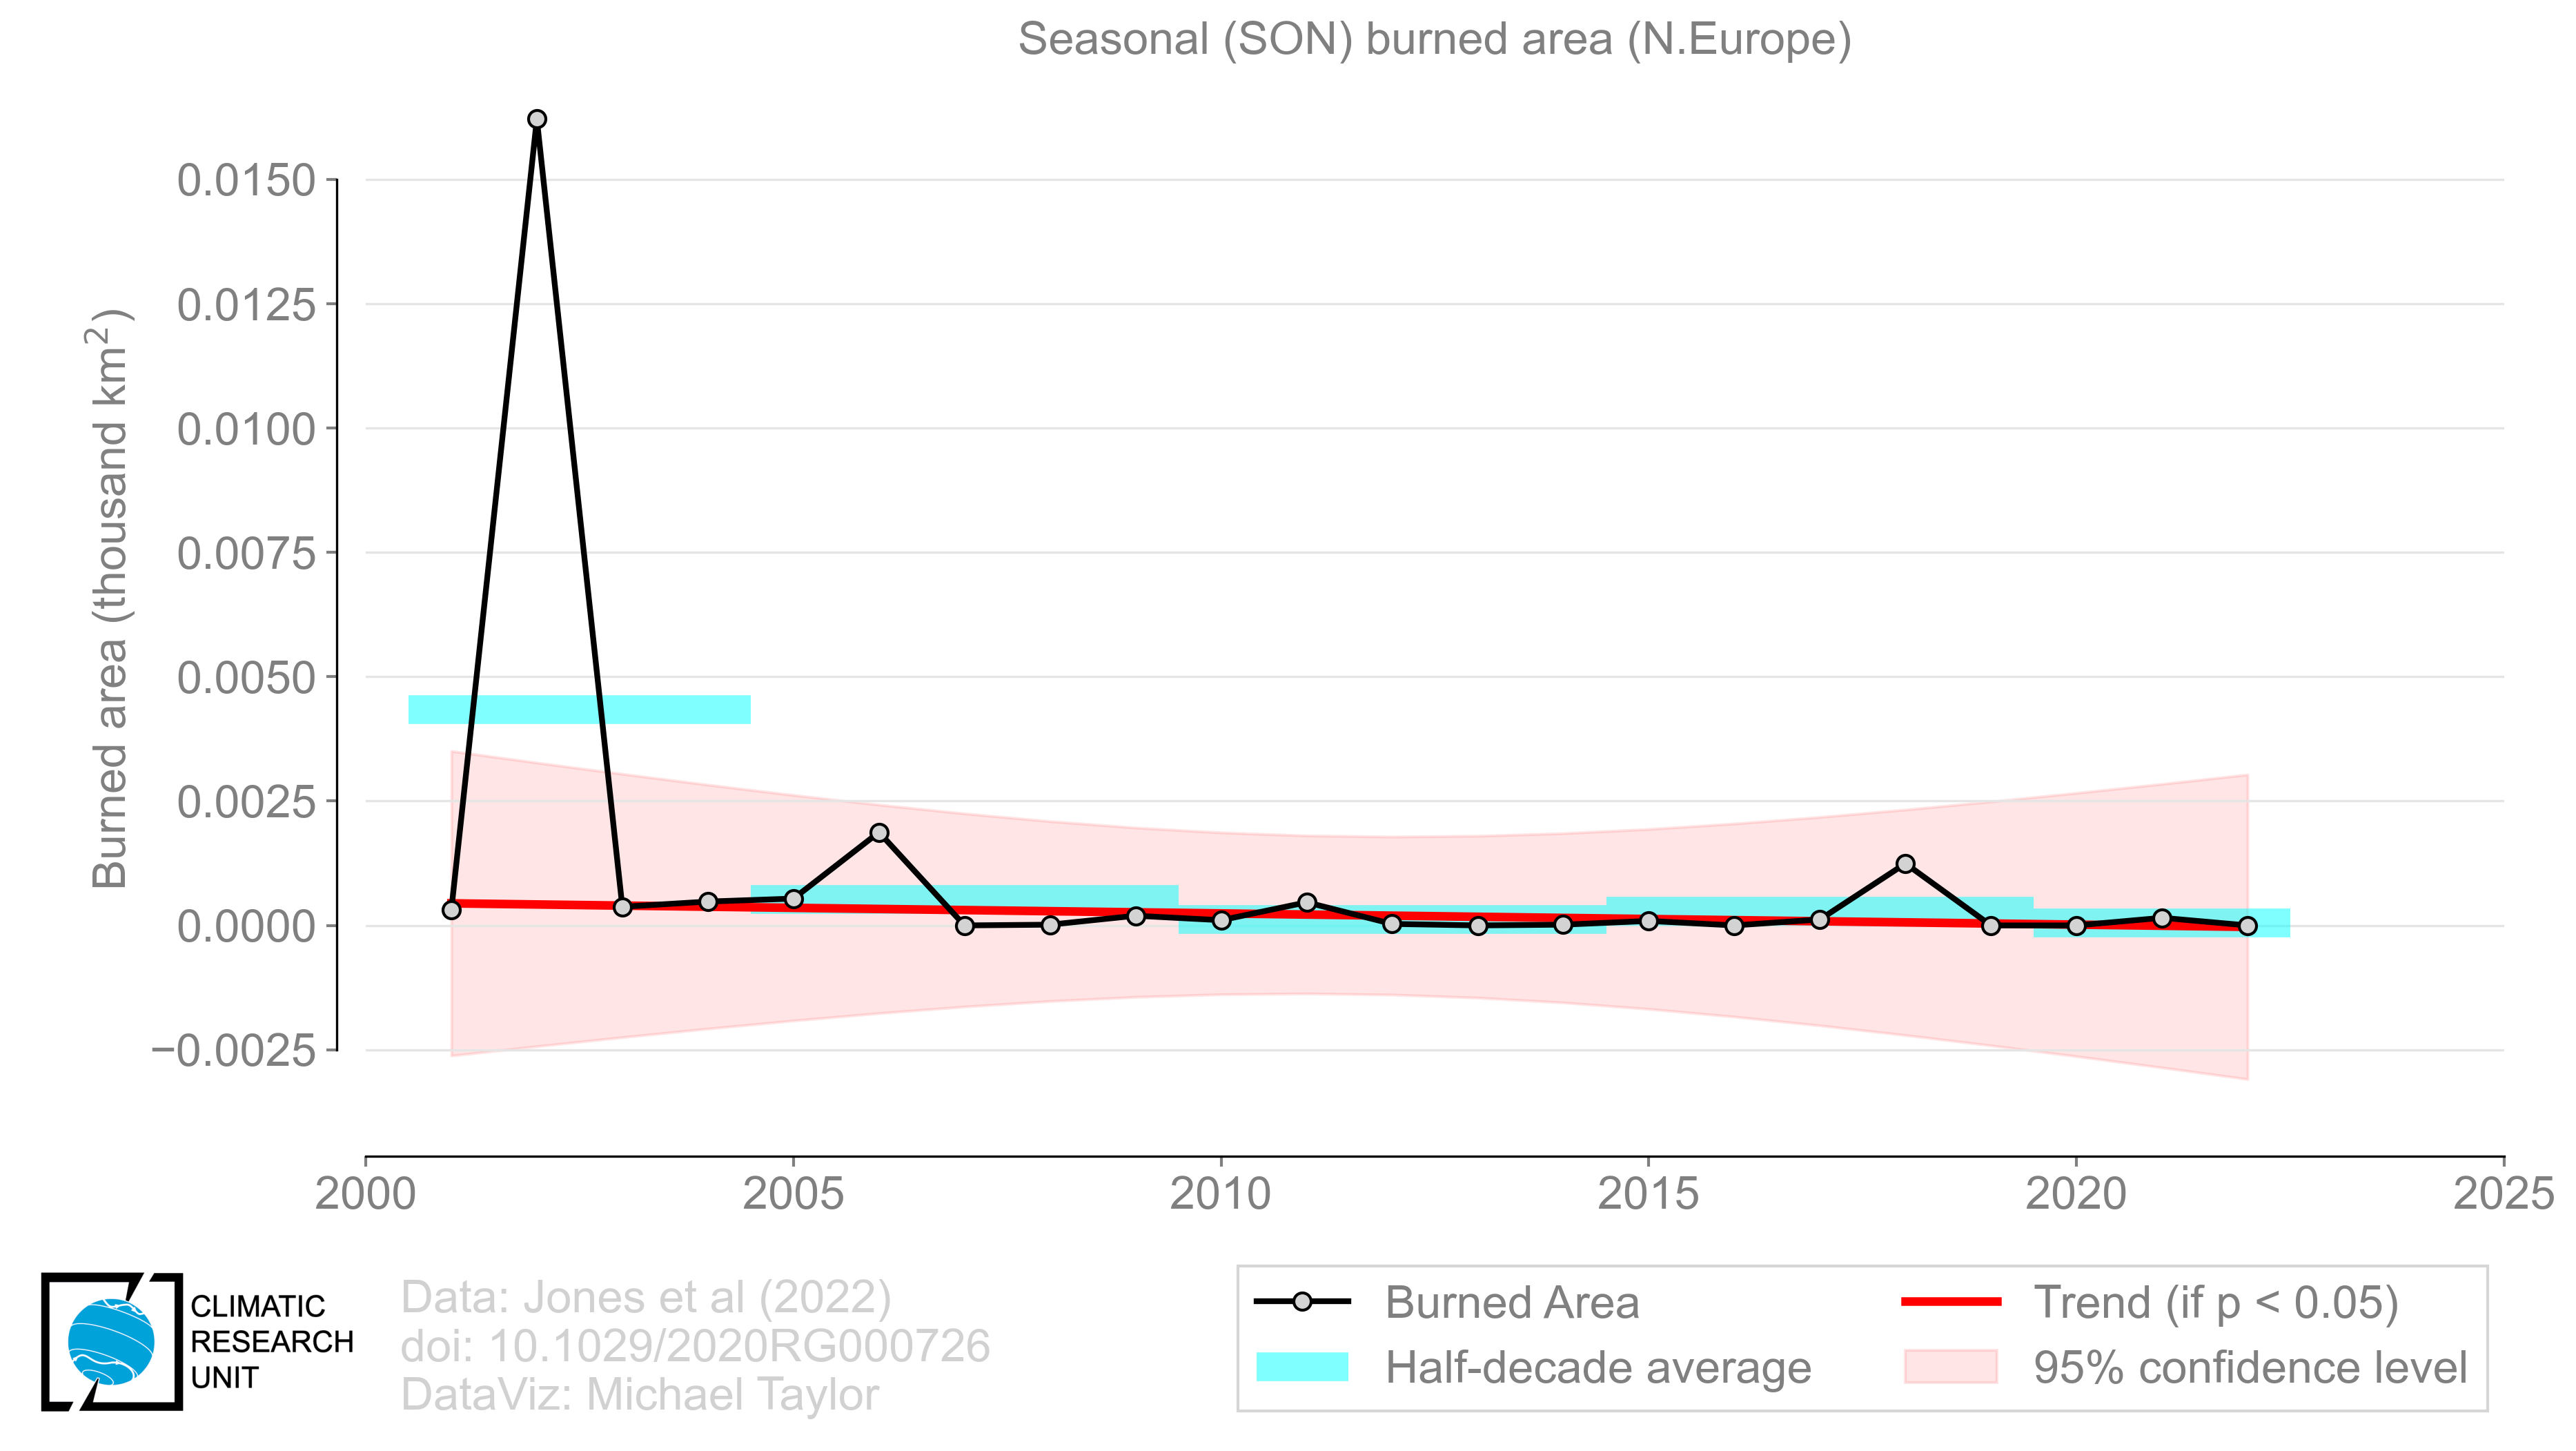 Seasonal (SON) burned area (N.Europe)
Burned area (thousand km²)
0.0150
0.0125
0.0100
0.0075
0.0050
0.0025
0.0000
−0.0025
2000 2005 2010 2015 2020 2025
CLIMATIC
RESEARCH
UNIT
Data: Jones et al (2022)
doi: 10.1029/2020RG000726
DataViz: Michael Taylor
Burned Area
Half-decade average
Trend (if p < 0.05)
95% confidence level